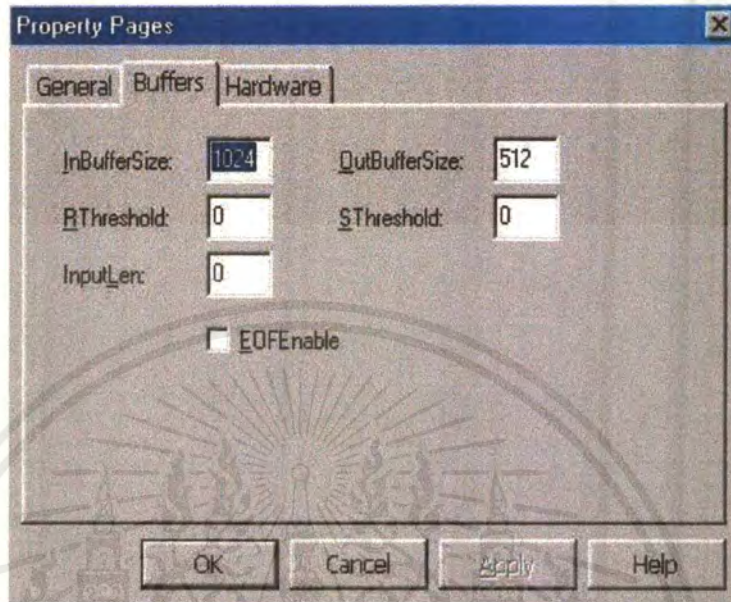 Property Pages
General Buffers Hardware
InBufferSize: 1024 OutBufferSize: 512
RThreshold: 0 SThreshold: 0
InputLen: 0
EOFEnable
OK Cancel Apply Help